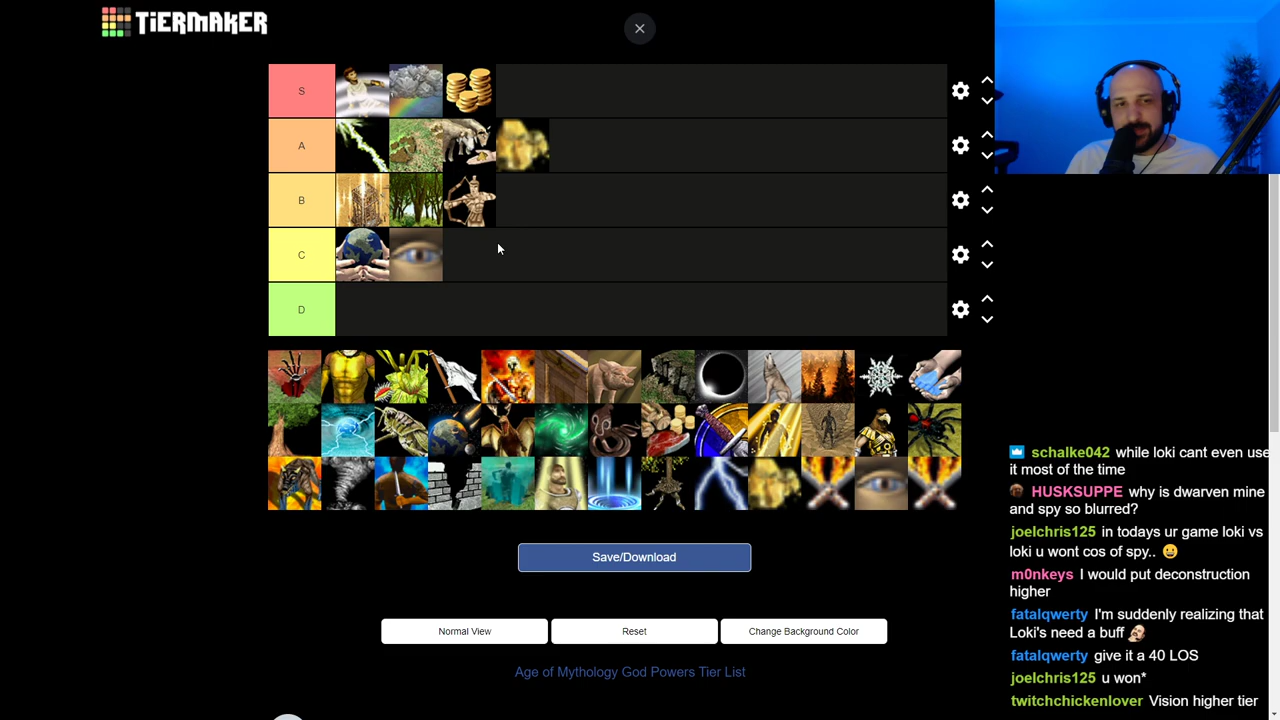 TiERMAKER
S
A
B
C
D
Save/Download
Normal View
Reset
Change Background Color
Age of Mythology God Powers Tier List
schalke042 while loki cant even use
it most of the time
HUSKSUPPE why is dwarven mine
and spy so blurred?
joelchris125 in todays ur game loki vs
loki u wont cos of spy..
m0nkeys I would put deconstruction
higher
fatalqwerty I'm suddenly realizing that
Loki's need a buff
fatalqwerty give it a 40 LOS
joelchris125 u won*
twitchchickenlover Vision higher tier